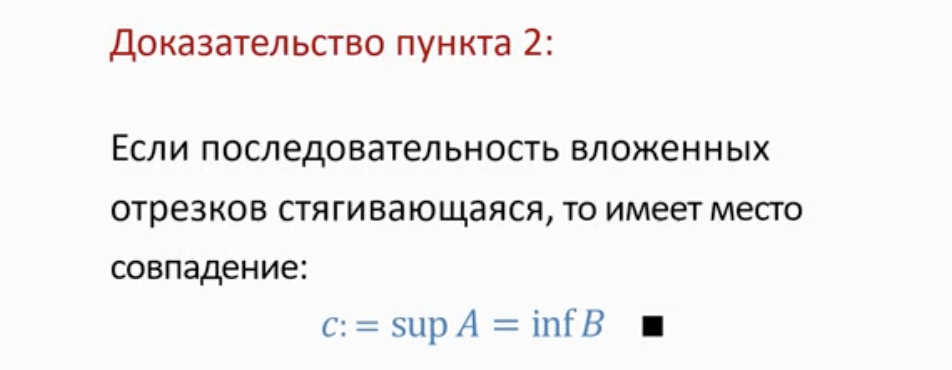 Доказательство пункта 2:
Если последовательность вложенных
отрезков стягивающаяся, то имеет место
совпадение:
c: = sup A = inf B ■